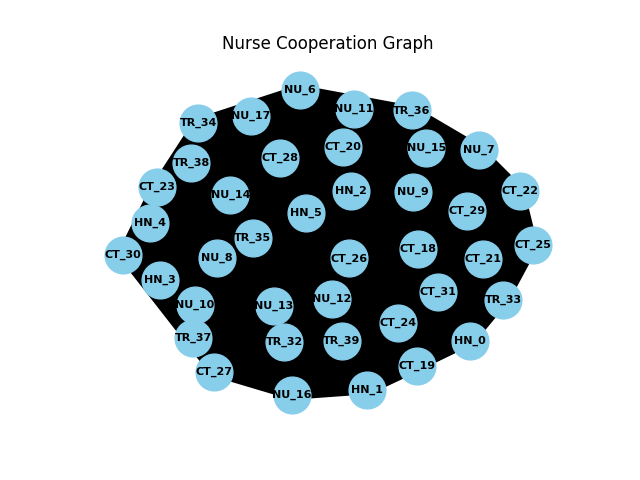 Nurse Cooperation Graph
NU_6
NU_11
TR_36
NU_17
TR_34
CT_20
NU_15
NU_7
CT_28
TR_38
CT_23
NU_14
HN_2
NU_9
CT_22
HN_5
CT_29
HN_4
TR_35
CT_25
CT_30
NU_8
CT_26
CT_18
CT_21
HN_3
NU_10
NU_13
NU_12
CT_31
TR_33
CT_24
TR_37
TR_32
TR_39
HN_0
CT_27
CT_19
NU_16
HN_1